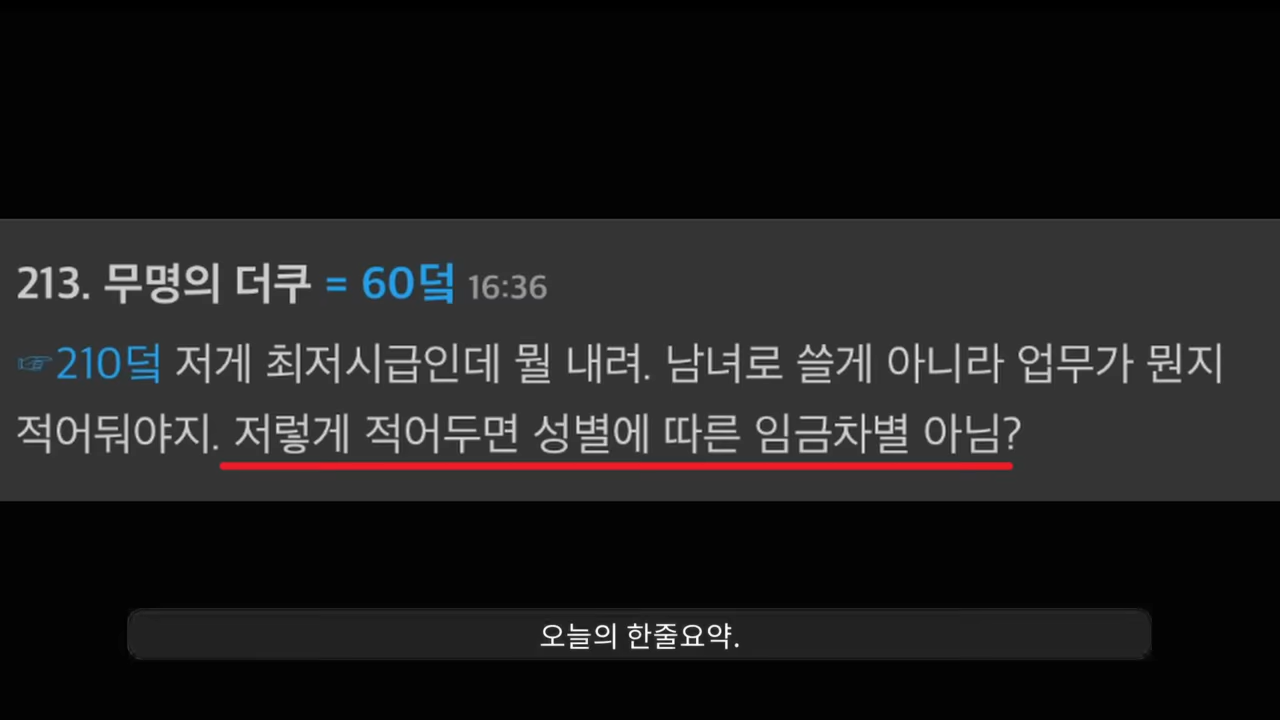 213. 무명의 더쿠 = 60덬 16:36
☞210덬 저게 최저시급인데 뭘 내려. 남녀로 쓸게 아니라 업무가 뭔지
적어둬야지. 저렇게 적어두면 성별에 따른 임금차별 아님?
오늘의 한줄요약.